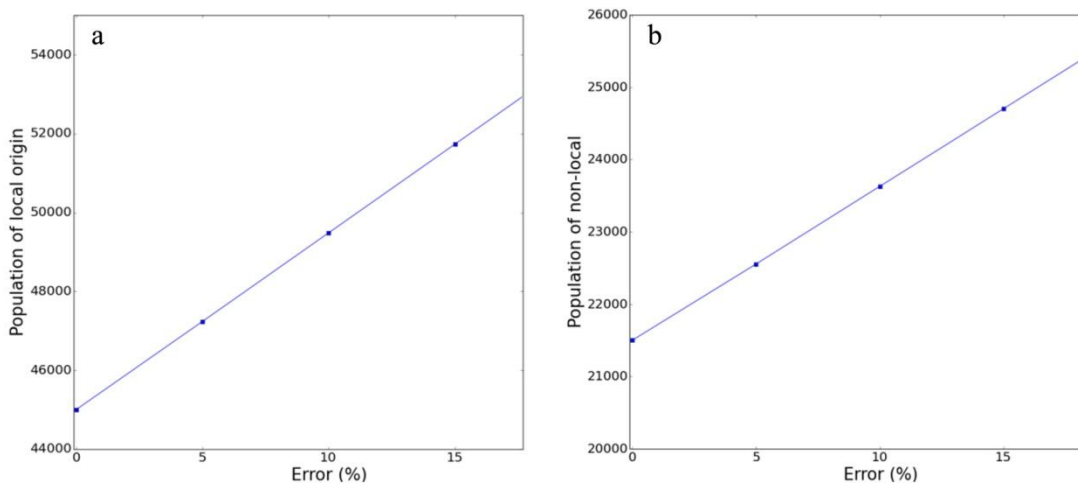 a
54000
52000
50000
48000
46000
44000
0 5 10 15
Population of local origin
Error (%)
b
26000
25000
24000
23000
22000
21000
20000
0 5 10 15
Population of non-local
Error (%)